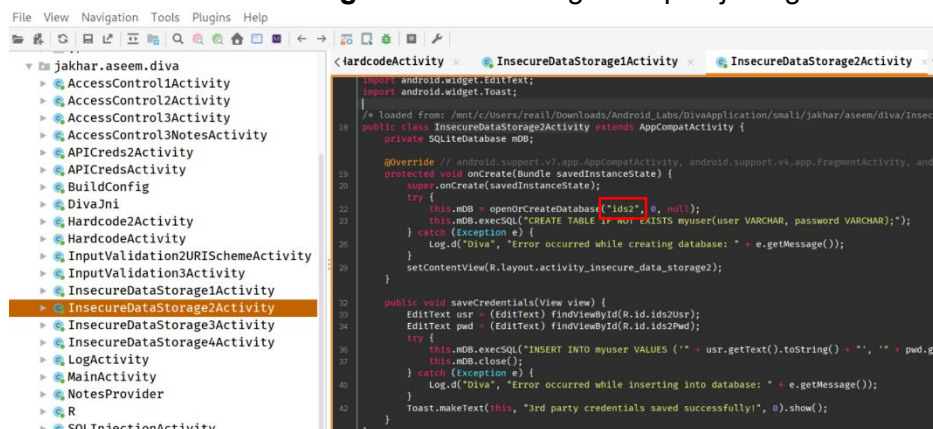 File View Navigation Tools Plugins Help
jakhar.aseem.diva
AccessControl1Activity
AccessControl2Activity
AccessControl3Activity
AccessControl3NotesActivity
APICreds2Activity
APICredsActivity
BuildConfig
DivaJni
Hardcode2Activity
HardcodeActivity
InputValidation2URISchemeActivity
InputValidation3Activity
InsecureDataStorage1Activity
InsecureDataStorage2Activity
InsecureDataStorage3Activity
InsecureDataStorage4Activity
LogActivity
MainActivity
NotesProvider
R
SQLInjectionActivity
HardcodeActivity × InsecureDataStorage1Activity × InsecureDataStorage2Activity ×
import android.widget.EditText;
import android.widget.Toast;
/* loaded from: /mnt/c/Users/reail/Downloads/Android_Labs/DivaApplication/smali/jakhar/aseem/diva/Insec
18 public class InsecureDataStorage2Activity extends AppCompatActivity {
private SQLiteDatabase mDB;
@Override // android.support.v7.app.AppCompatActivity, android.support.v4.app.FragmentActivity, and
19 protected void onCreate(Bundle savedInstanceState) {
20 super.onCreate(savedInstanceState);
try {
22 this.mDB = openOrCreateDatabase("ids2", 0, null);
23 this.mDB.execSQL("CREATE TABLE IF NOT EXISTS myuser(user VARCHAR, password VARCHAR);");
} catch (Exception e) {
26 Log.d("Diva", "Error occurred while creating database: " + e.getMessage());
}
29 setContentView(R.layout.activity_insecure_data_storage2);
}
32 public void saveCredentials(View view) {
33 EditText usr = (EditText) findViewById(R.id.ids2Usr);
34 EditText pwd = (EditText) findViewById(R.id.ids2Pwd);
try {
36 this.mDB.execSQL("INSERT INTO myuser VALUES ('" + usr.getText().toString() + "', '" + pwd.g
37 this.mDB.close();
} catch (Exception e) {
40 Log.d("Diva", "Error occurred while inserting into database: " + e.getMessage());
}
42 Toast.makeText(this, "3rd party credentials saved successfully!", 0).show();
}